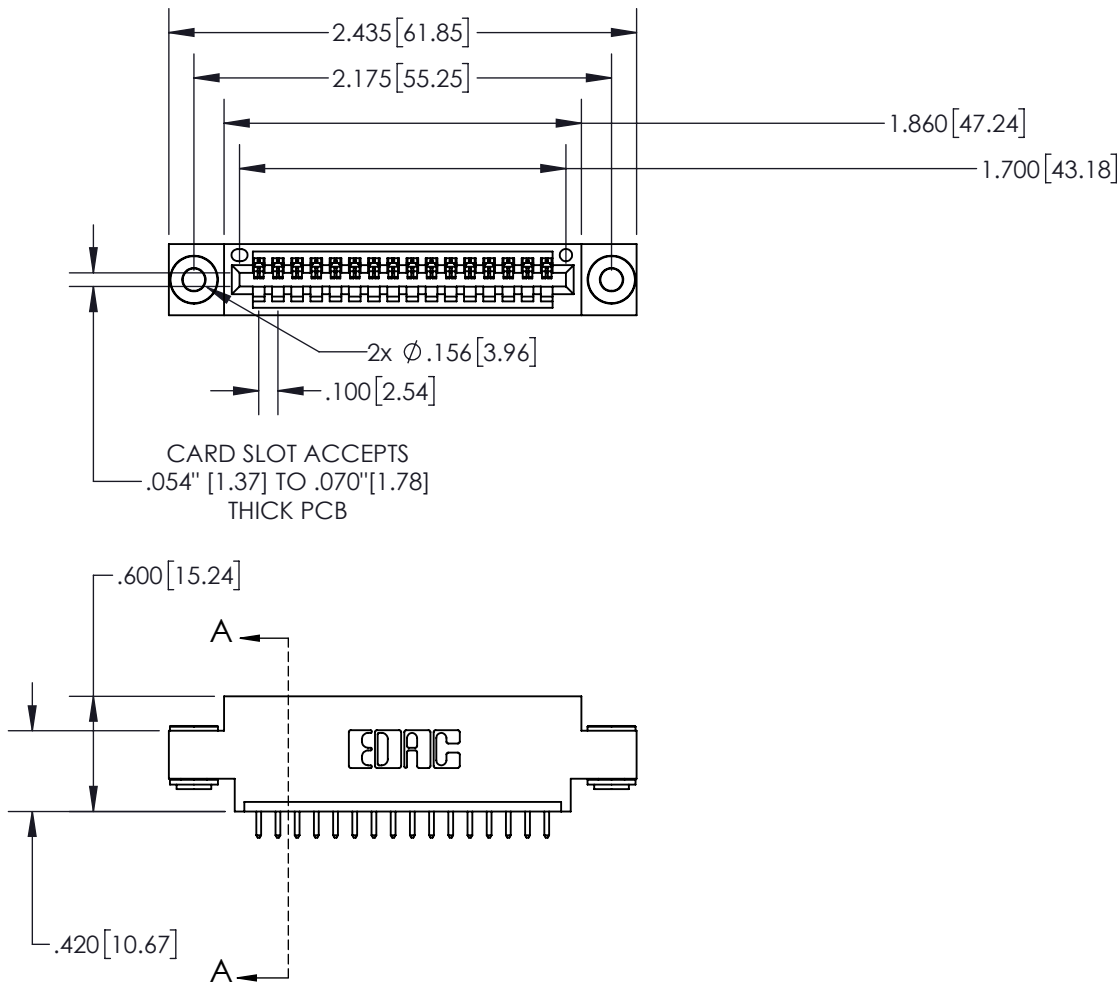 2.435[61.85]
2.175[55.25]
1.860[47.24]
1.700[43.18]
2x ⌀.156[3.96]
.100[2.54]
CARD SLOT ACCEPTS
.054" [1.37] TO .070"[1.78]
THICK PCB
.600[15.24]
A
EDAC
.420[10.67]
A